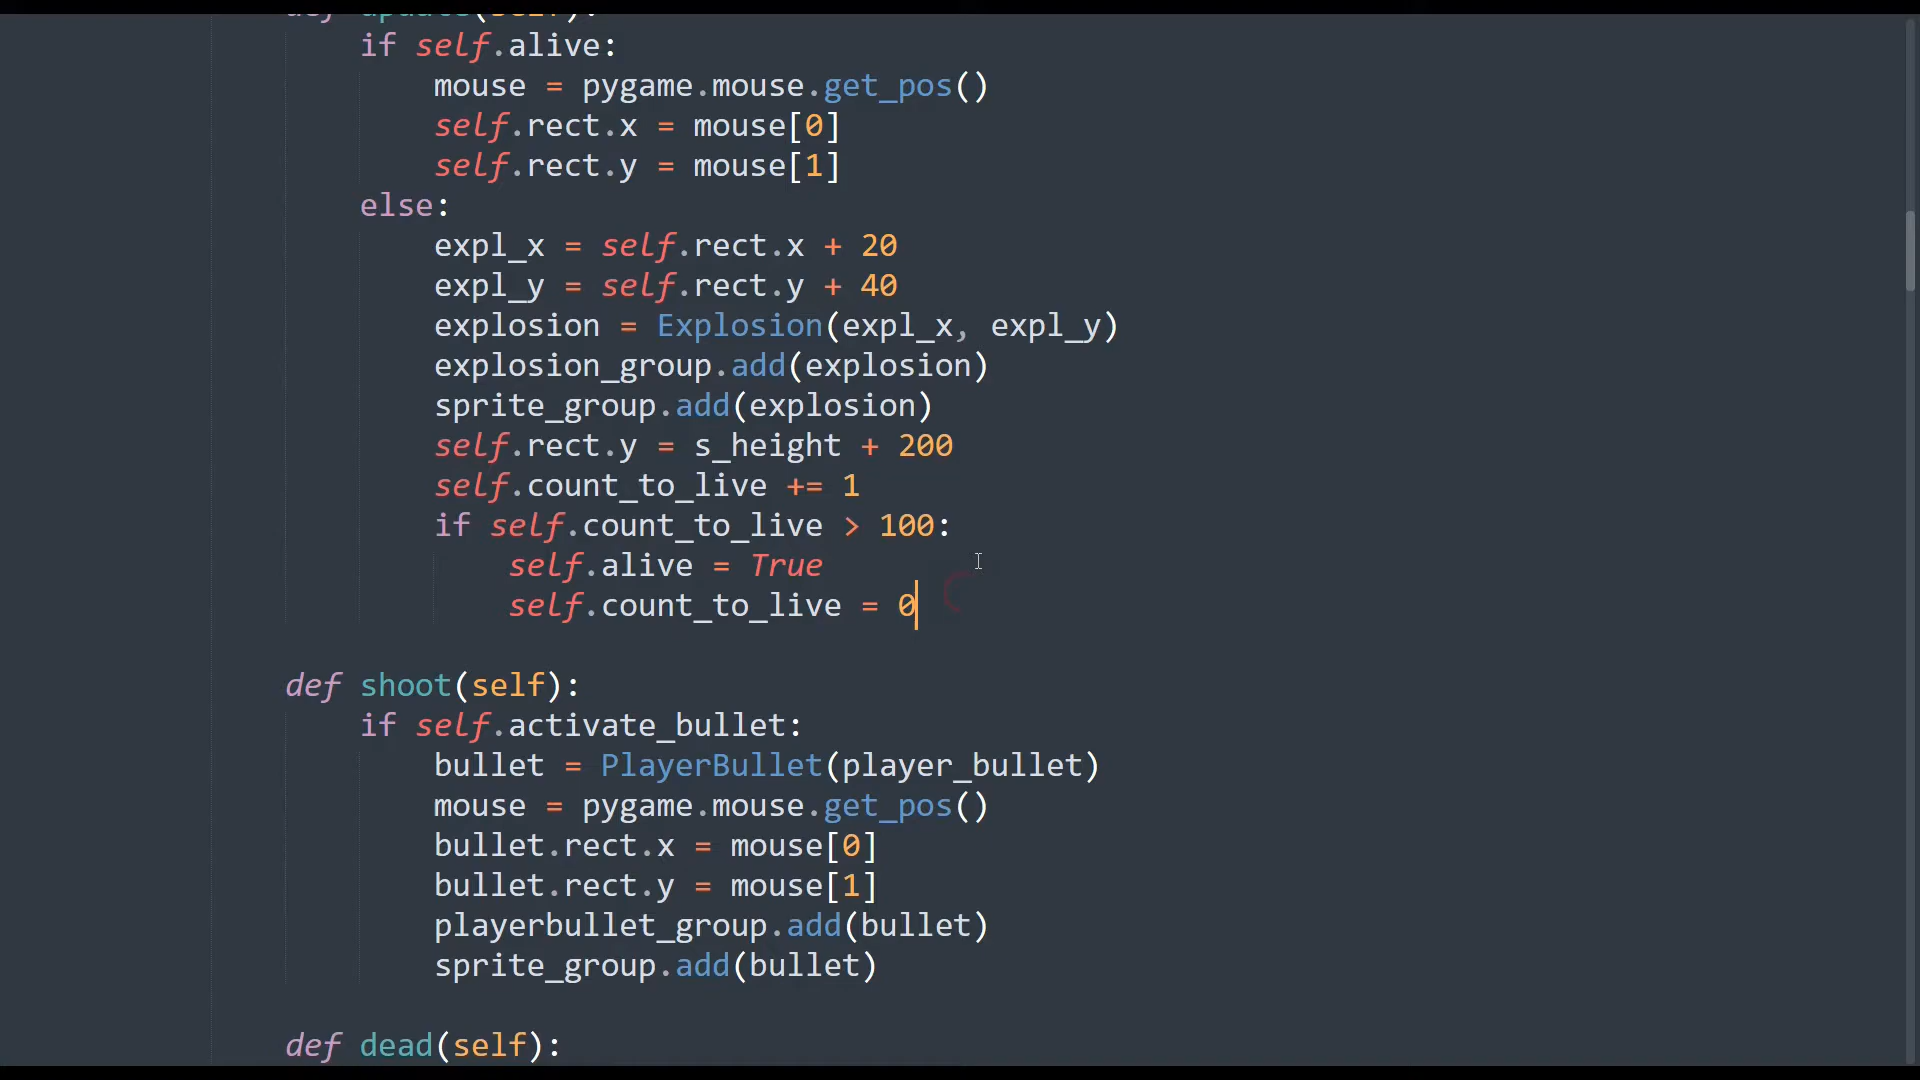 def update(self):
if self.alive:
mouse = pygame.mouse.get_pos()
self.rect.x = mouse[0]
self.rect.y = mouse[1]
else:
expl_x = self.rect.x + 20
expl_y = self.rect.y + 40
explosion = Explosion(expl_x, expl_y)
explosion_group.add(explosion)
sprite_group.add(explosion)
self.rect.y = s_height + 200
self.count_to_live += 1
if self.count_to_live > 100:
self.alive = True
self.count_to_live = 0
def shoot(self):
if self.activate_bullet:
bullet = PlayerBullet(player_bullet)
mouse = pygame.mouse.get_pos()
bullet.rect.x = mouse[0]
bullet.rect.y = mouse[1]
playerbullet_group.add(bullet)
sprite_group.add(bullet)
def dead(self):